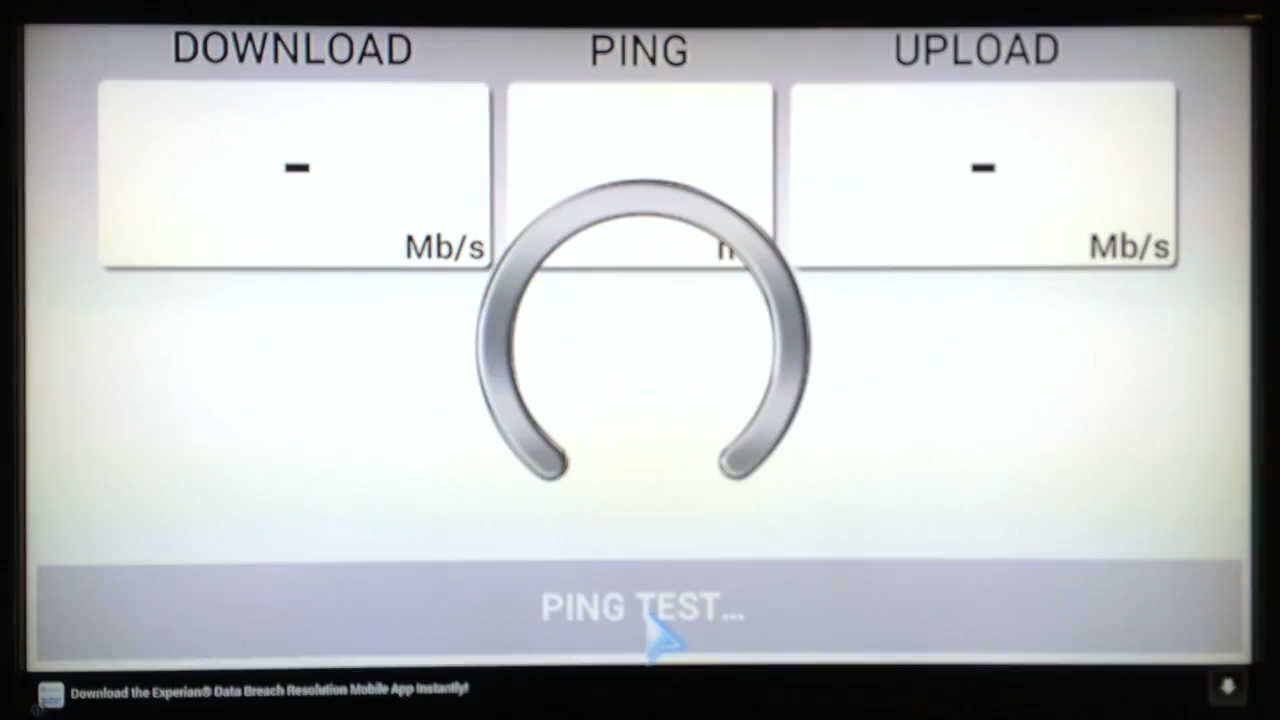 DOWNLOAD PING UPLOAD
- -
Mb/s Mb/s
PING TEST...
Download the Experian® Data Breach Resolution Mobile App Instantly!